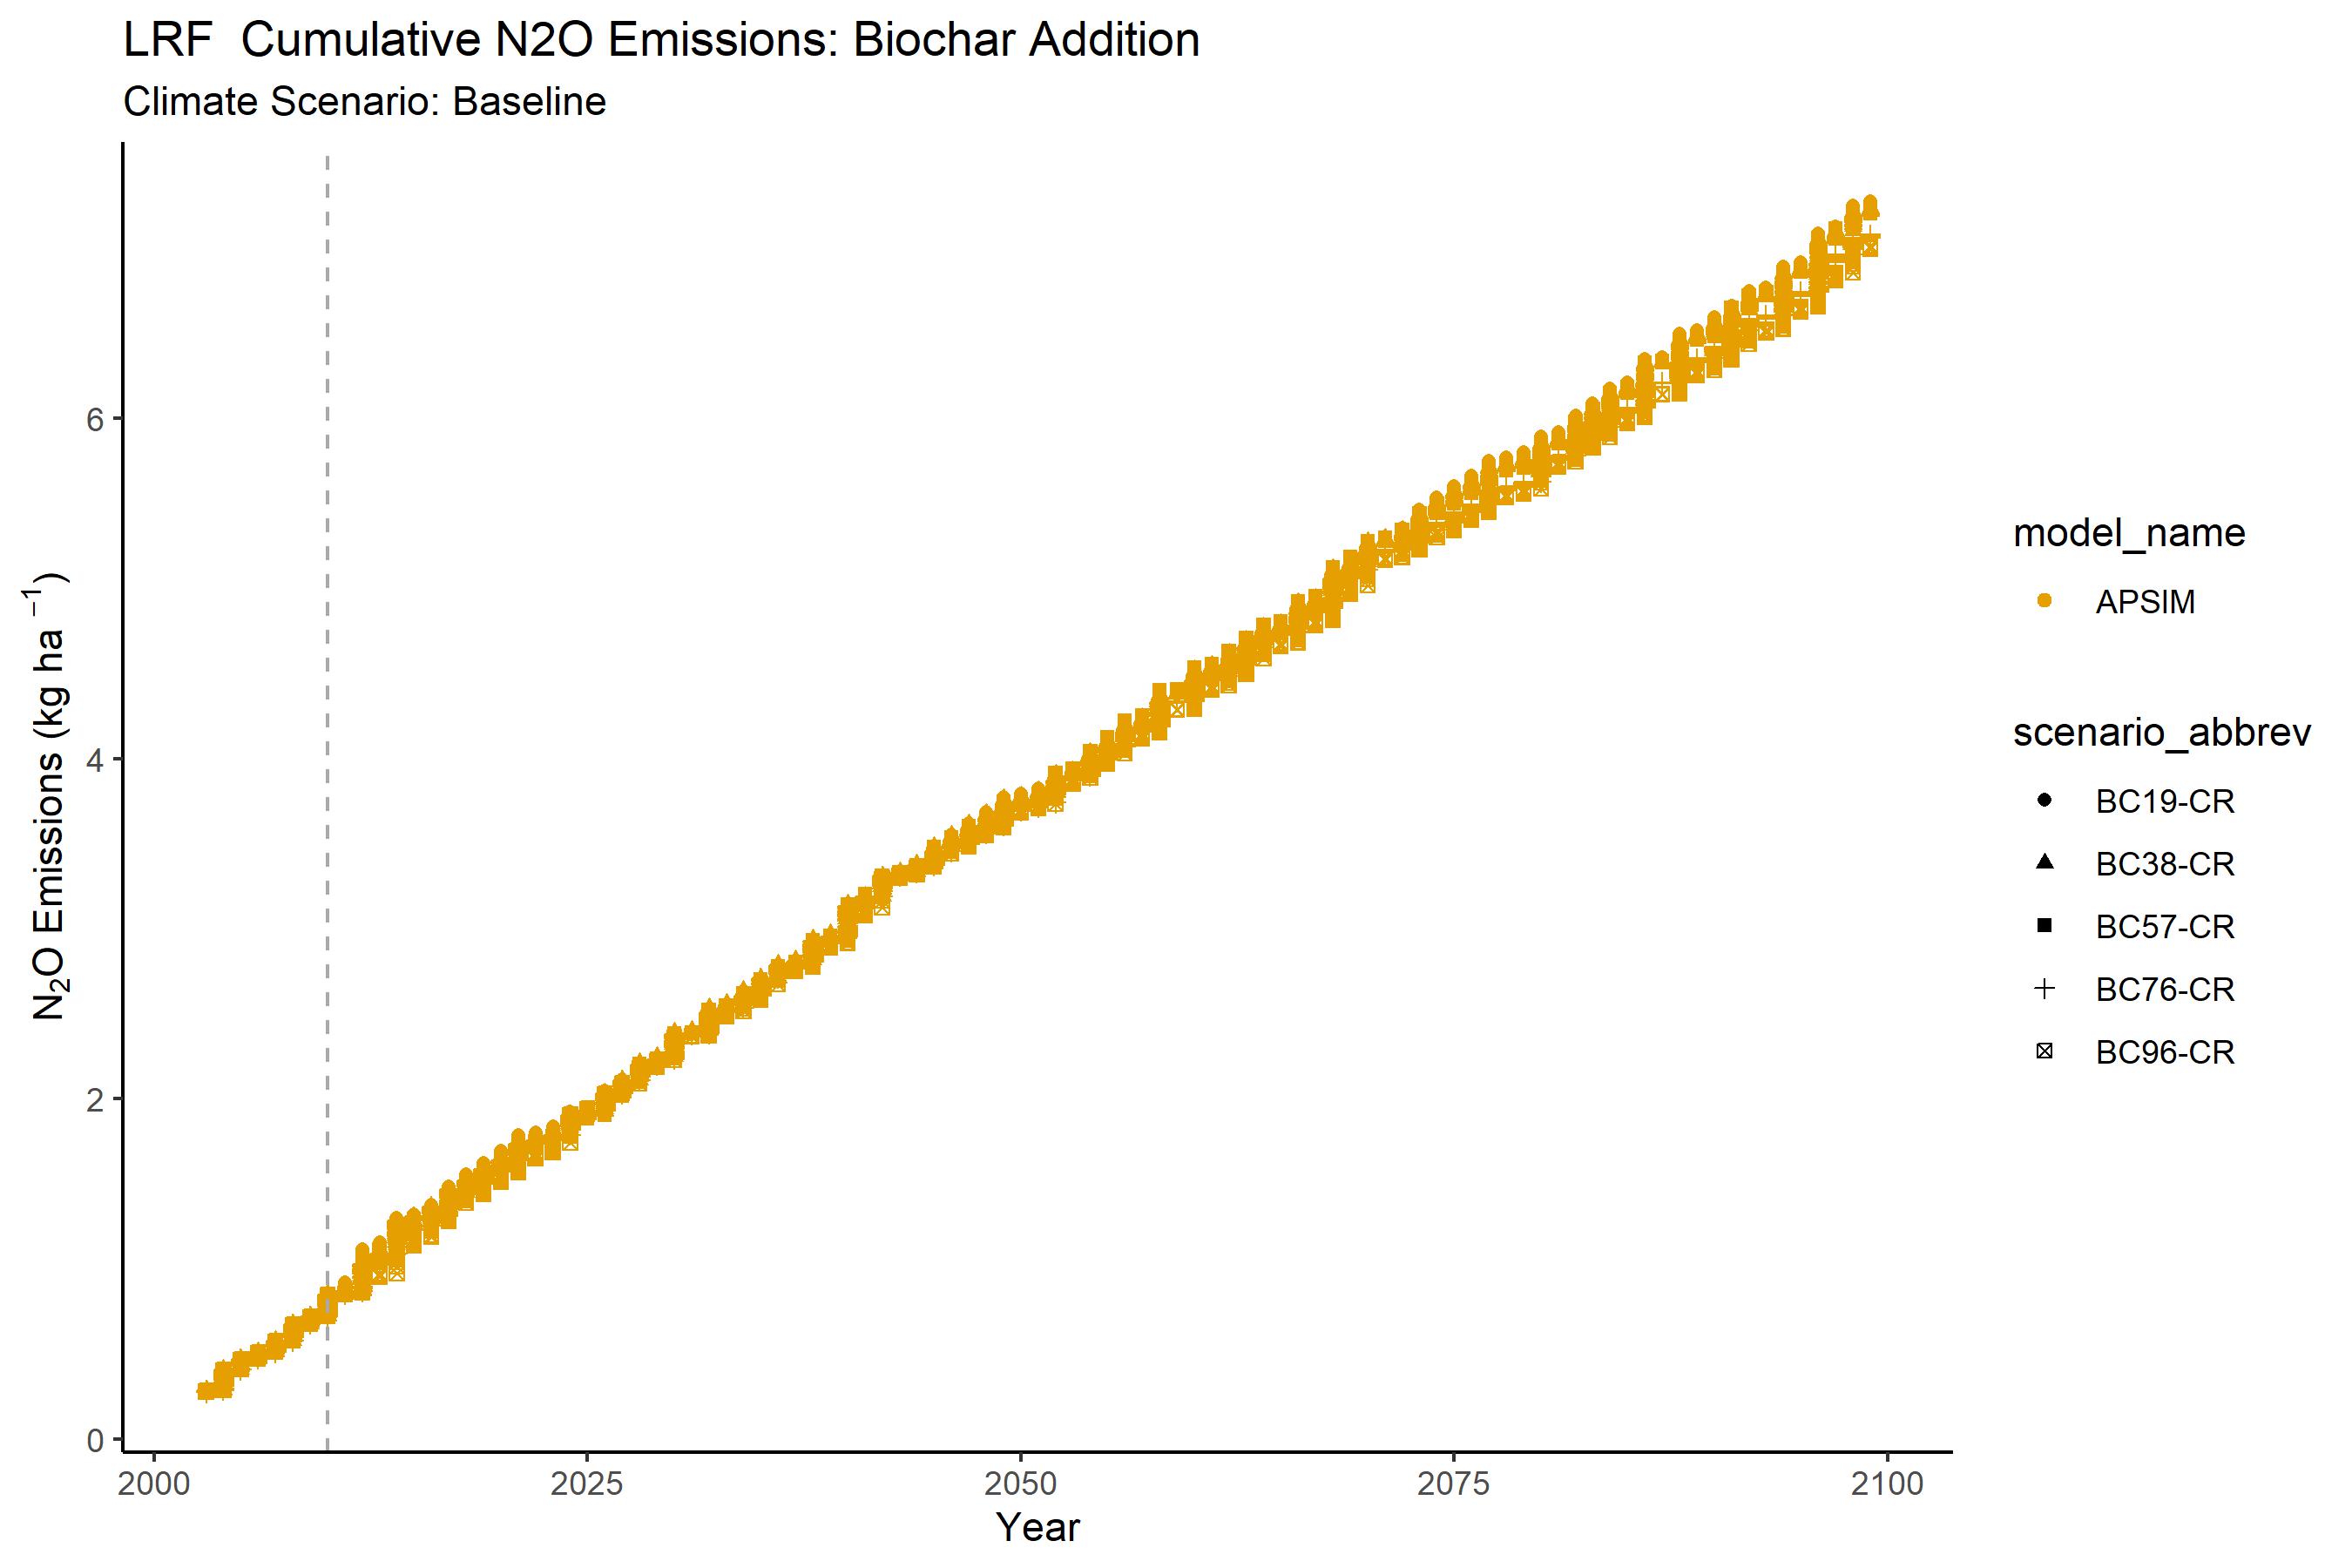 LRF  Cumulative N2O Emissions: Biochar Addition
Climate Scenario: Baseline
N₂O Emissions (kg ha ⁻¹)
6
4
2
0
2000
2025
2050
2075
2100
Year
model_name
APSIM
scenario_abbrev
BC19-CR
BC38-CR
BC57-CR
BC76-CR
BC96-CR